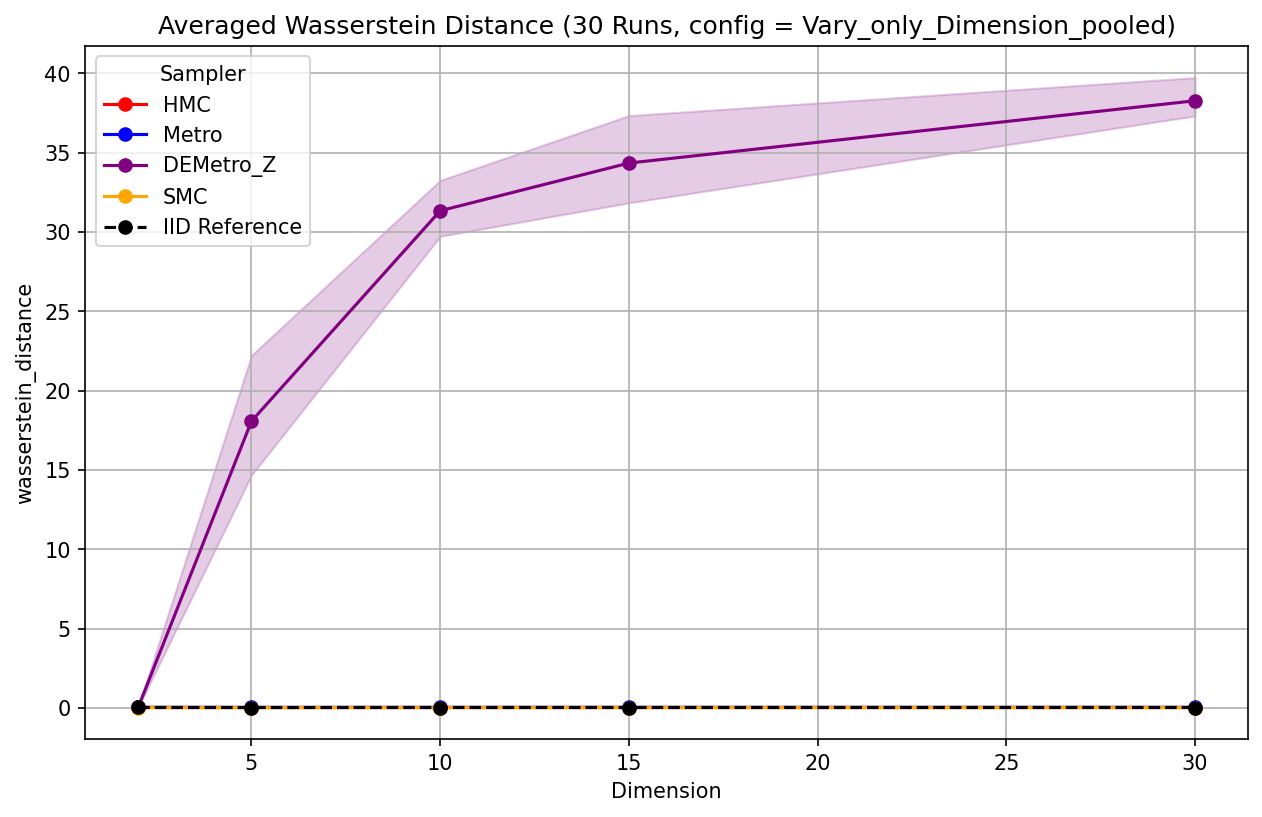 Averaged Wasserstein Distance (30 Runs, config = Vary_only_Dimension_pooled)
Sampler
HMC
Metro
DEMetro_Z
SMC
IID Reference
wasserstein_distance
40
35
30
25
20
15
10
5
0
5 10 15 20 25 30
Dimension